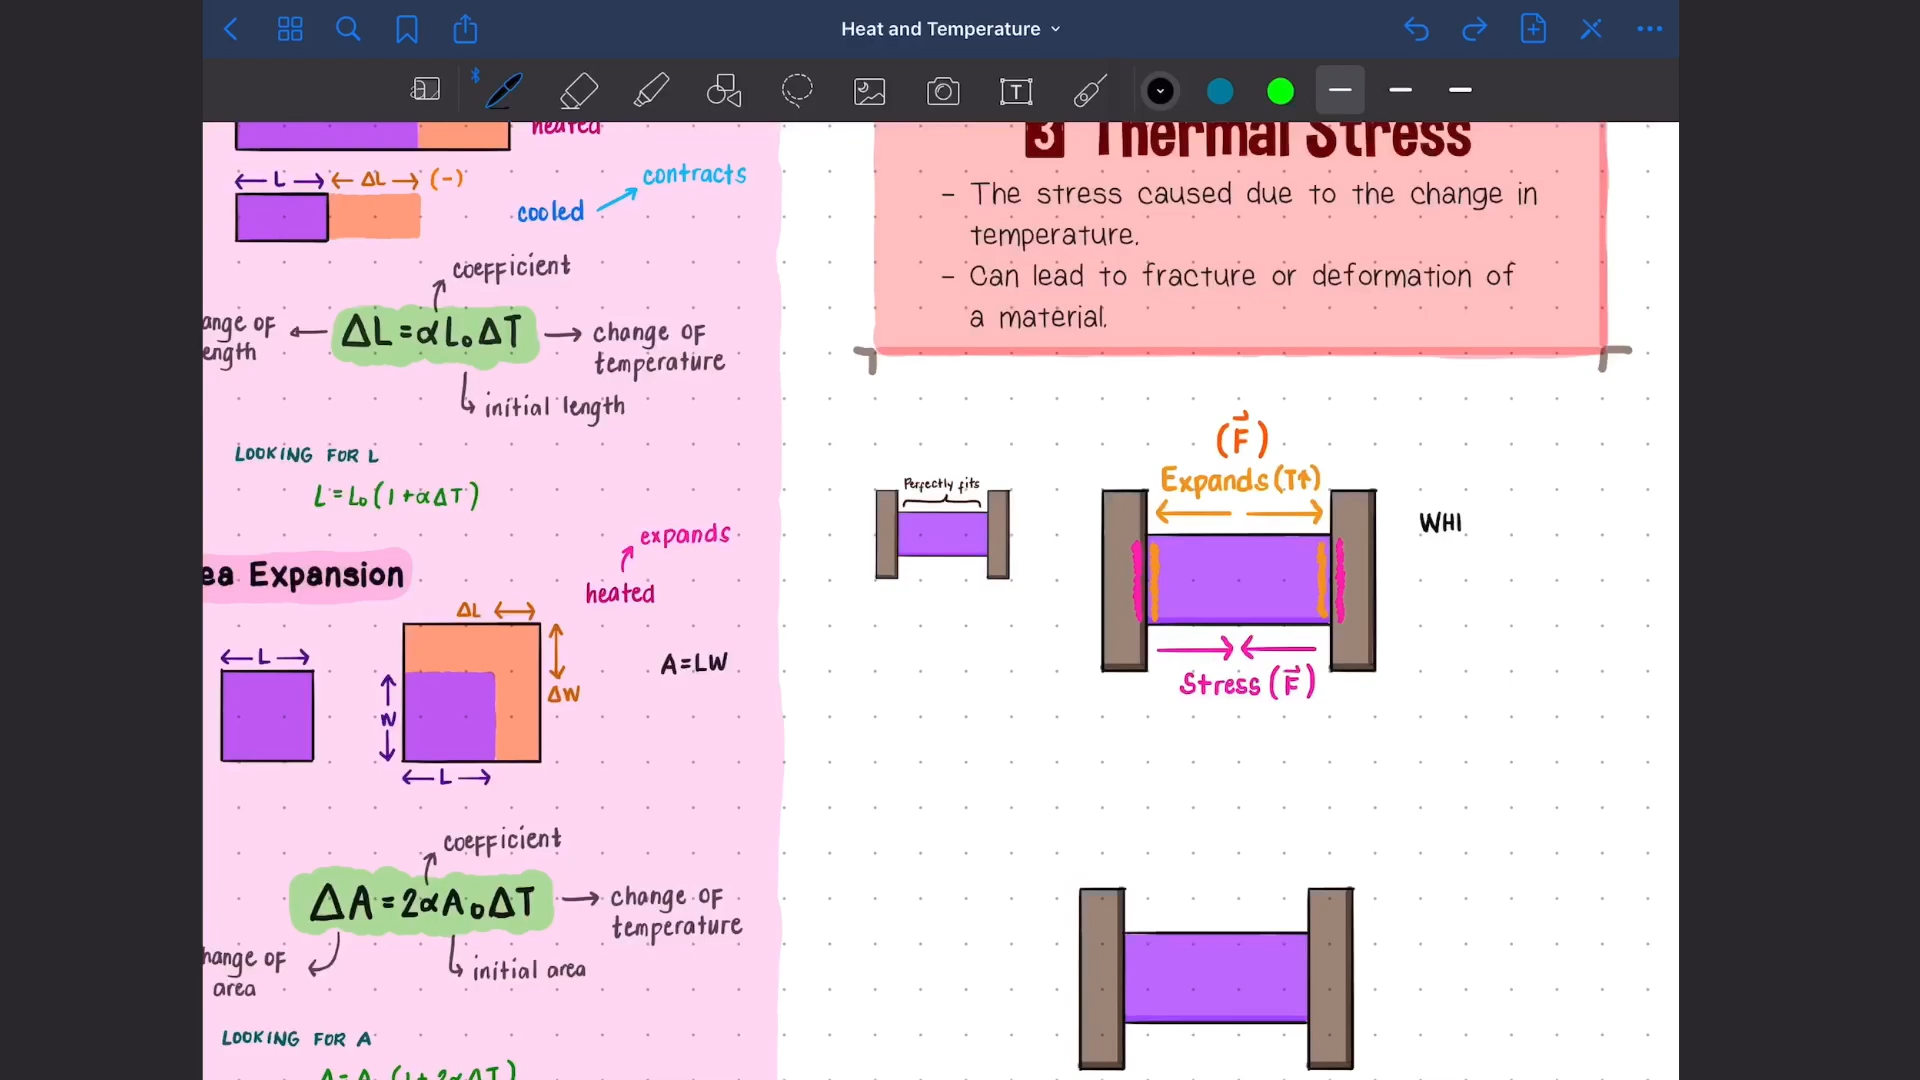 Heat and Temperature
T
heated
3 Thermal Stress
← L → ← ΔL → (-)
contracts
cooled
- The stress caused due to the change in
temperature.
- Can lead to fracture or deformation of
a material.
coefficient
ange of
ength
ΔL = αL₀ΔT
change of
temperature
initial length
LOOKING FOR L
L = L₀(1+αΔT)
ea Expansion
expands
heated
ΔL
L
W
ΔW
L
A = LW
coefficient
ΔA = 2αA₀ΔT
change of
temperature
hange of
area
initial area
LOOKING FOR A
A = A₀(1+2αΔT)
Perfectly fits
(F⃗)
Expands (T↑)
WHI
Stress (F⃗)